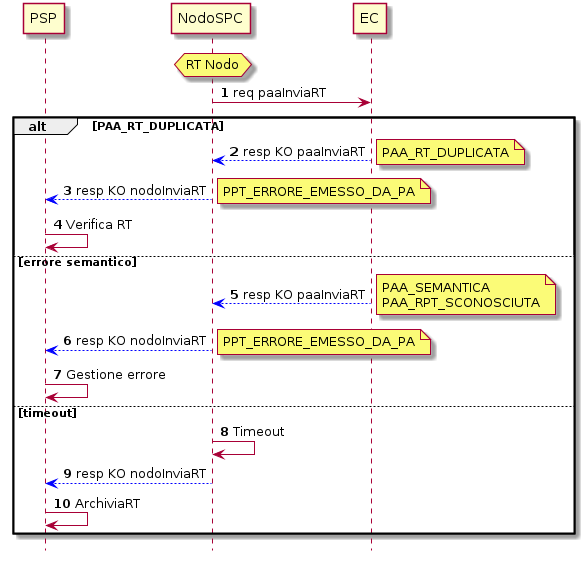 PSP
NodoSPC
EC
RT Nodo
1 req paaInviaRT
alt
[PAA_RT_DUPLICATA]
2 resp KO paaInviaRT
PAA_RT_DUPLICATA
3 resp KO nodoInviaRT
PPT_ERRORE_EMESSO_DA_PA
4 Verifica RT
[errore semantico]
5 resp KO paaInviaRT
PAA_SEMANTICA
PAA_RPT_SCONOSCIUTA
6 resp KO nodoInviaRT
PPT_ERRORE_EMESSO_DA_PA
7 Gestione errore
[timeout]
8 Timeout
9 resp KO nodoInviaRT
10 ArchiviaRT